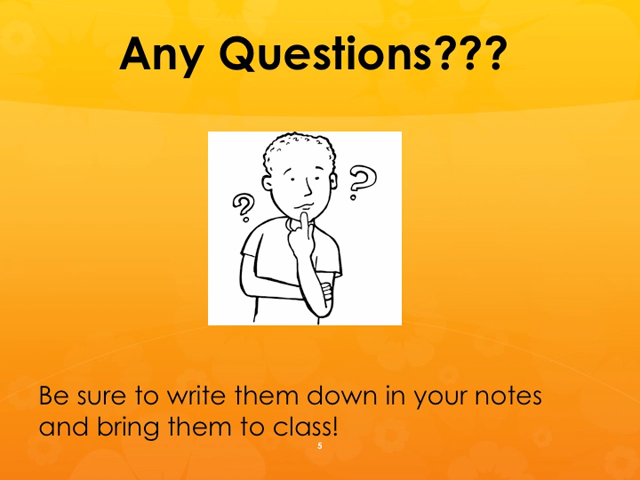 Any Questions???
? ?
Be sure to write them down in your notes
and bring them to class!
5